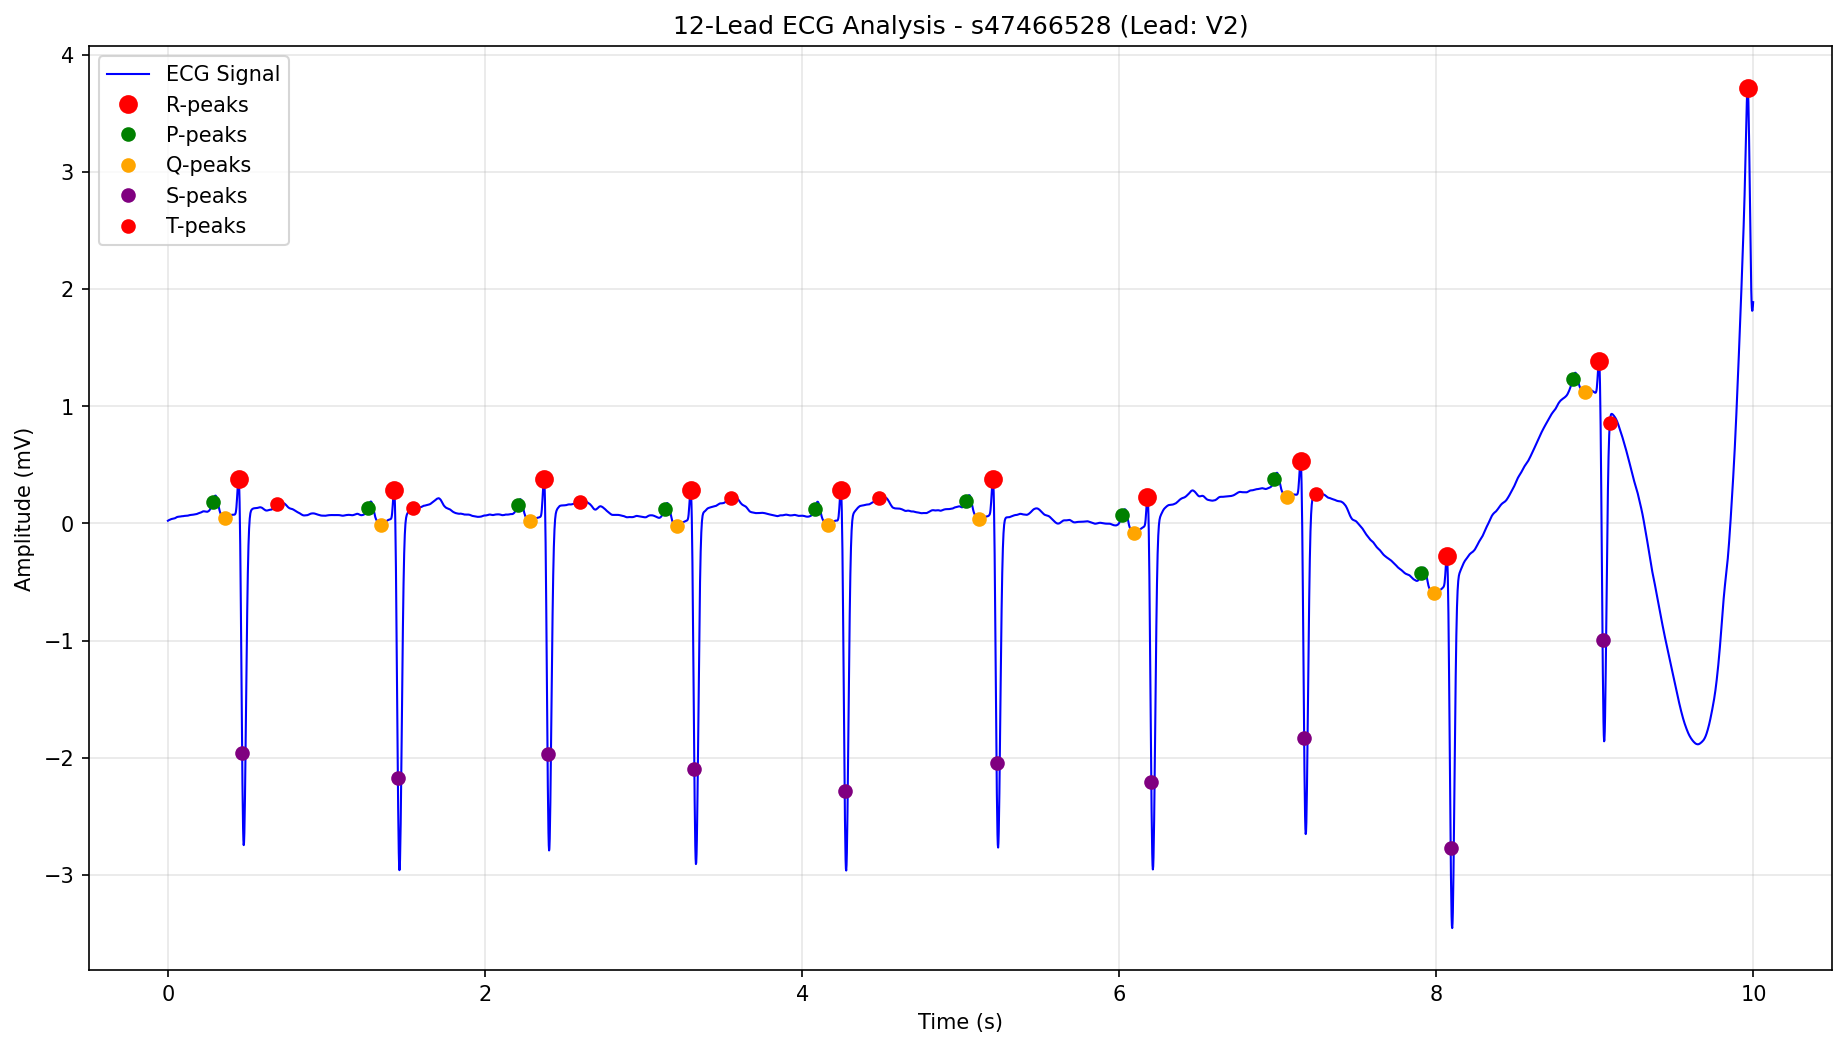 12-Lead ECG Analysis - s47466528 (Lead: V2)
ECG Signal
R-peaks
P-peaks
Q-peaks
S-peaks
T-peaks
Amplitude (mV)
4
3
2
1
0
−1
−2
−3
0 2 4 6 8 10
Time (s)